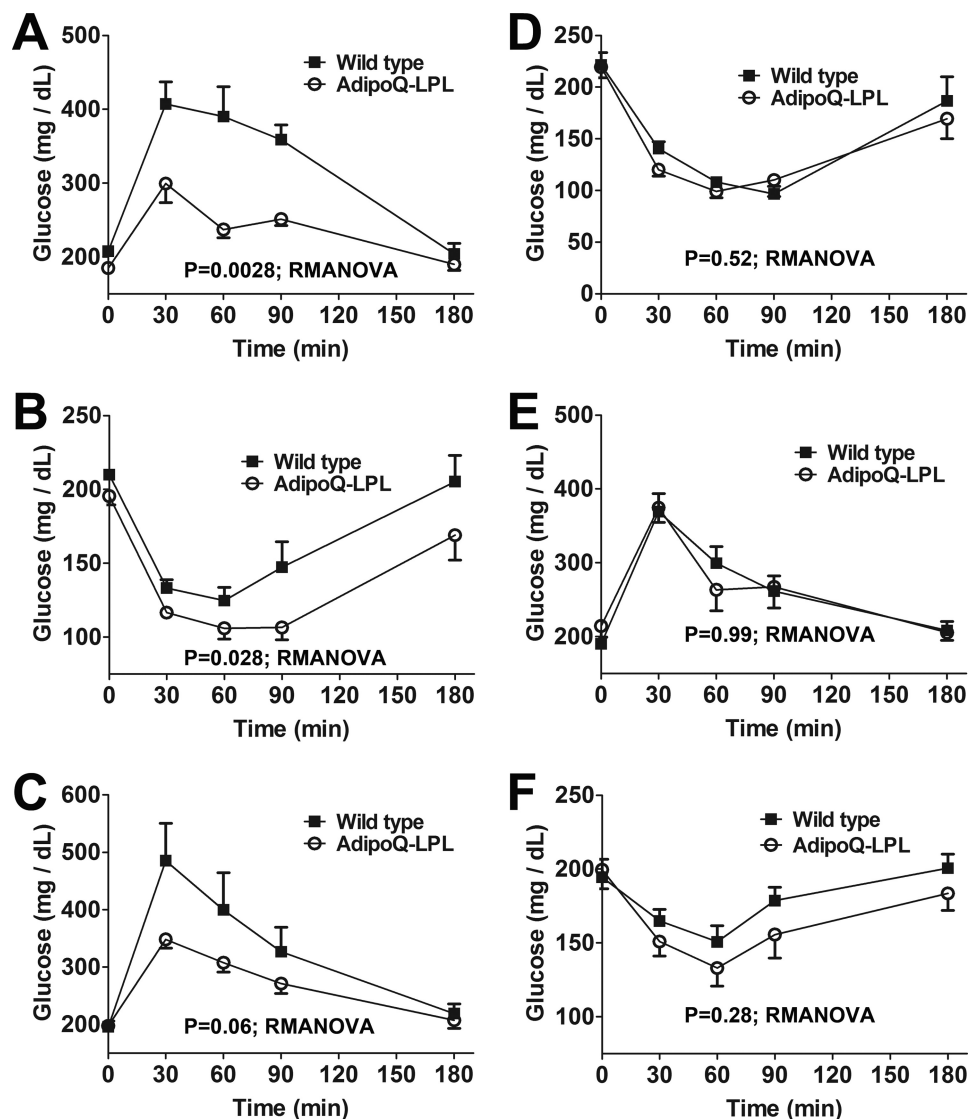 A
Glucose (mg / dL)
500
400
300
200
Wild type
AdipoQ-LPL
P=0.0028; RMANOVA
0 30 60 90 120 150 180
Time (min)
D
Glucose (mg / dL)
250
200
150
100
50
0
Wild type
AdipoQ-LPL
P=0.52; RMANOVA
0 30 60 90 120 150 180
Time (min)
B
Glucose (mg / dL)
250
200
150
100
Wild type
AdipoQ-LPL
P=0.028; RMANOVA
0 30 60 90 120 150 180
Time (min)
E
Glucose (mg / dL)
500
400
300
200
Wild type
AdipoQ-LPL
P=0.99; RMANOVA
0 30 60 90 120 150 180
Time (min)
C
Glucose (mg / dL)
600
500
400
300
200
Wild type
AdipoQ-LPL
P=0.06; RMANOVA
0 30 60 90 120 150 180
Time (min)
F
Glucose (mg / dL)
250
200
150
100
Wild type
AdipoQ-LPL
P=0.28; RMANOVA
0 30 60 90 120 150 180
Time (min)